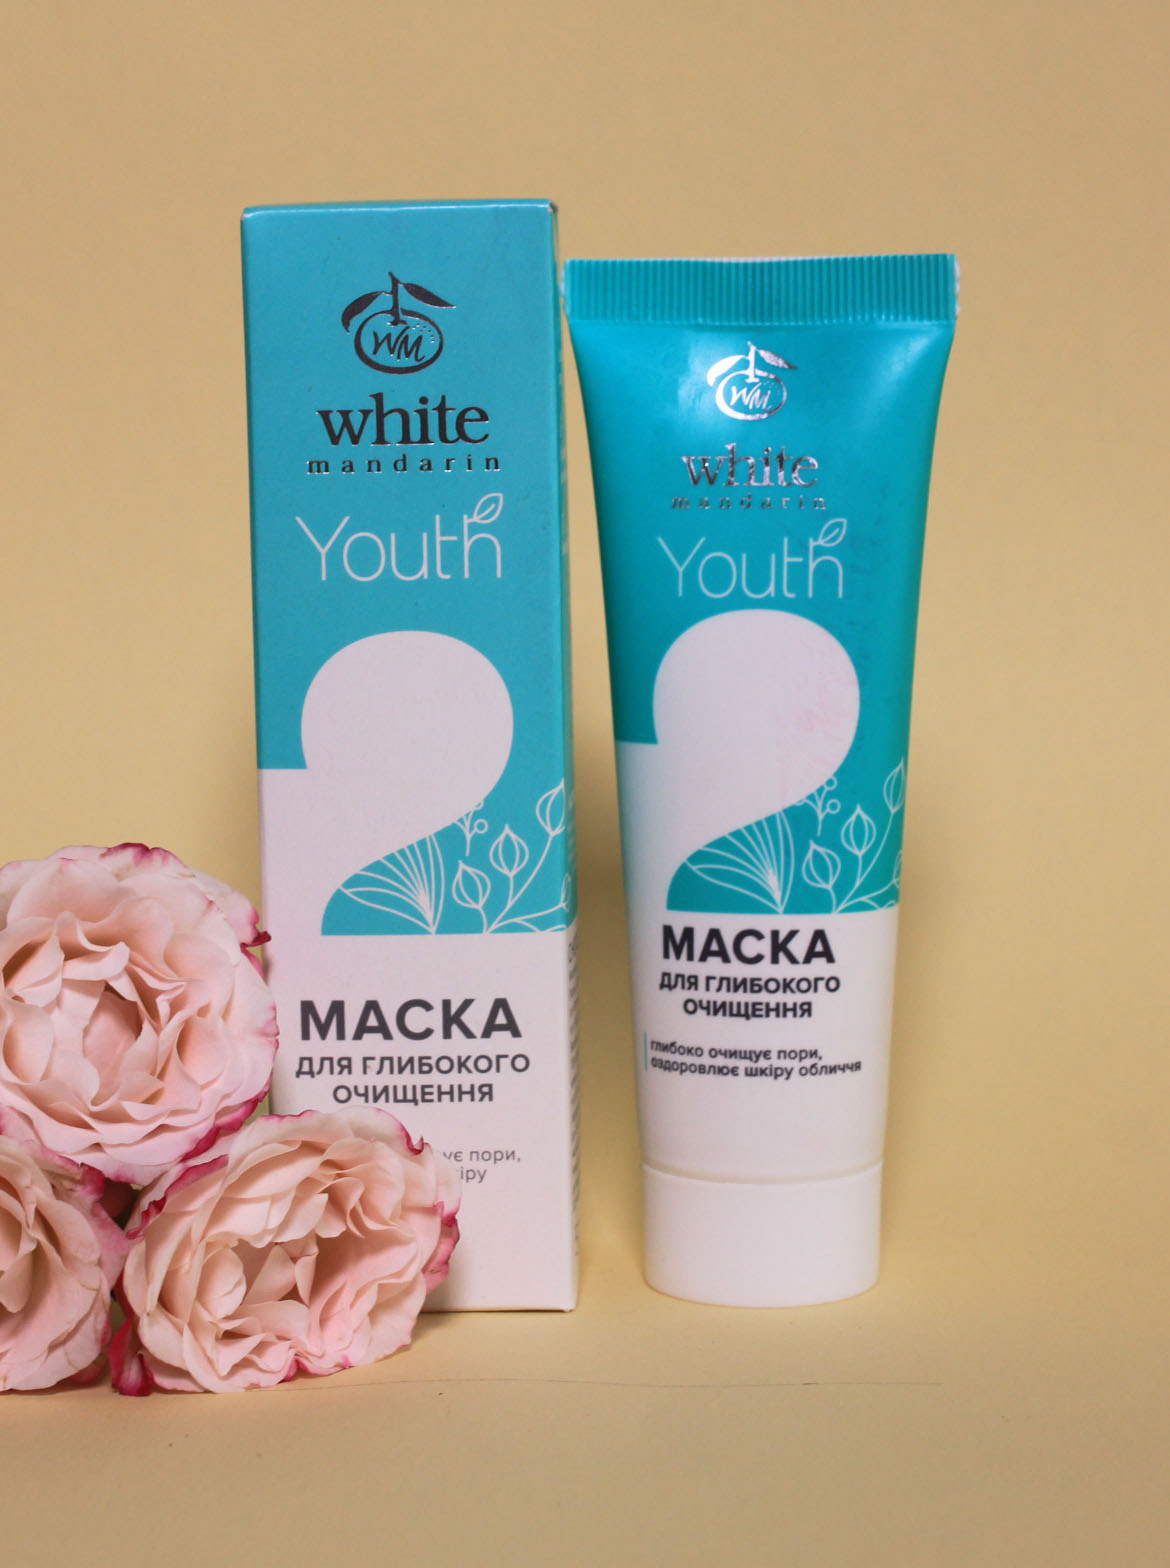 WM
white
mandarin
Youth
2
МАСКА
ДЛЯ ГЛИБОКОГО
ОЧИЩЕННЯ
пори,
WM
white
mandarin
Youth
2
МАСКА
ДЛЯ ГЛИБОКОГО
ОЧИЩЕННЯ
глибоко очищує пори,
оздоровлює шкіру обличчя